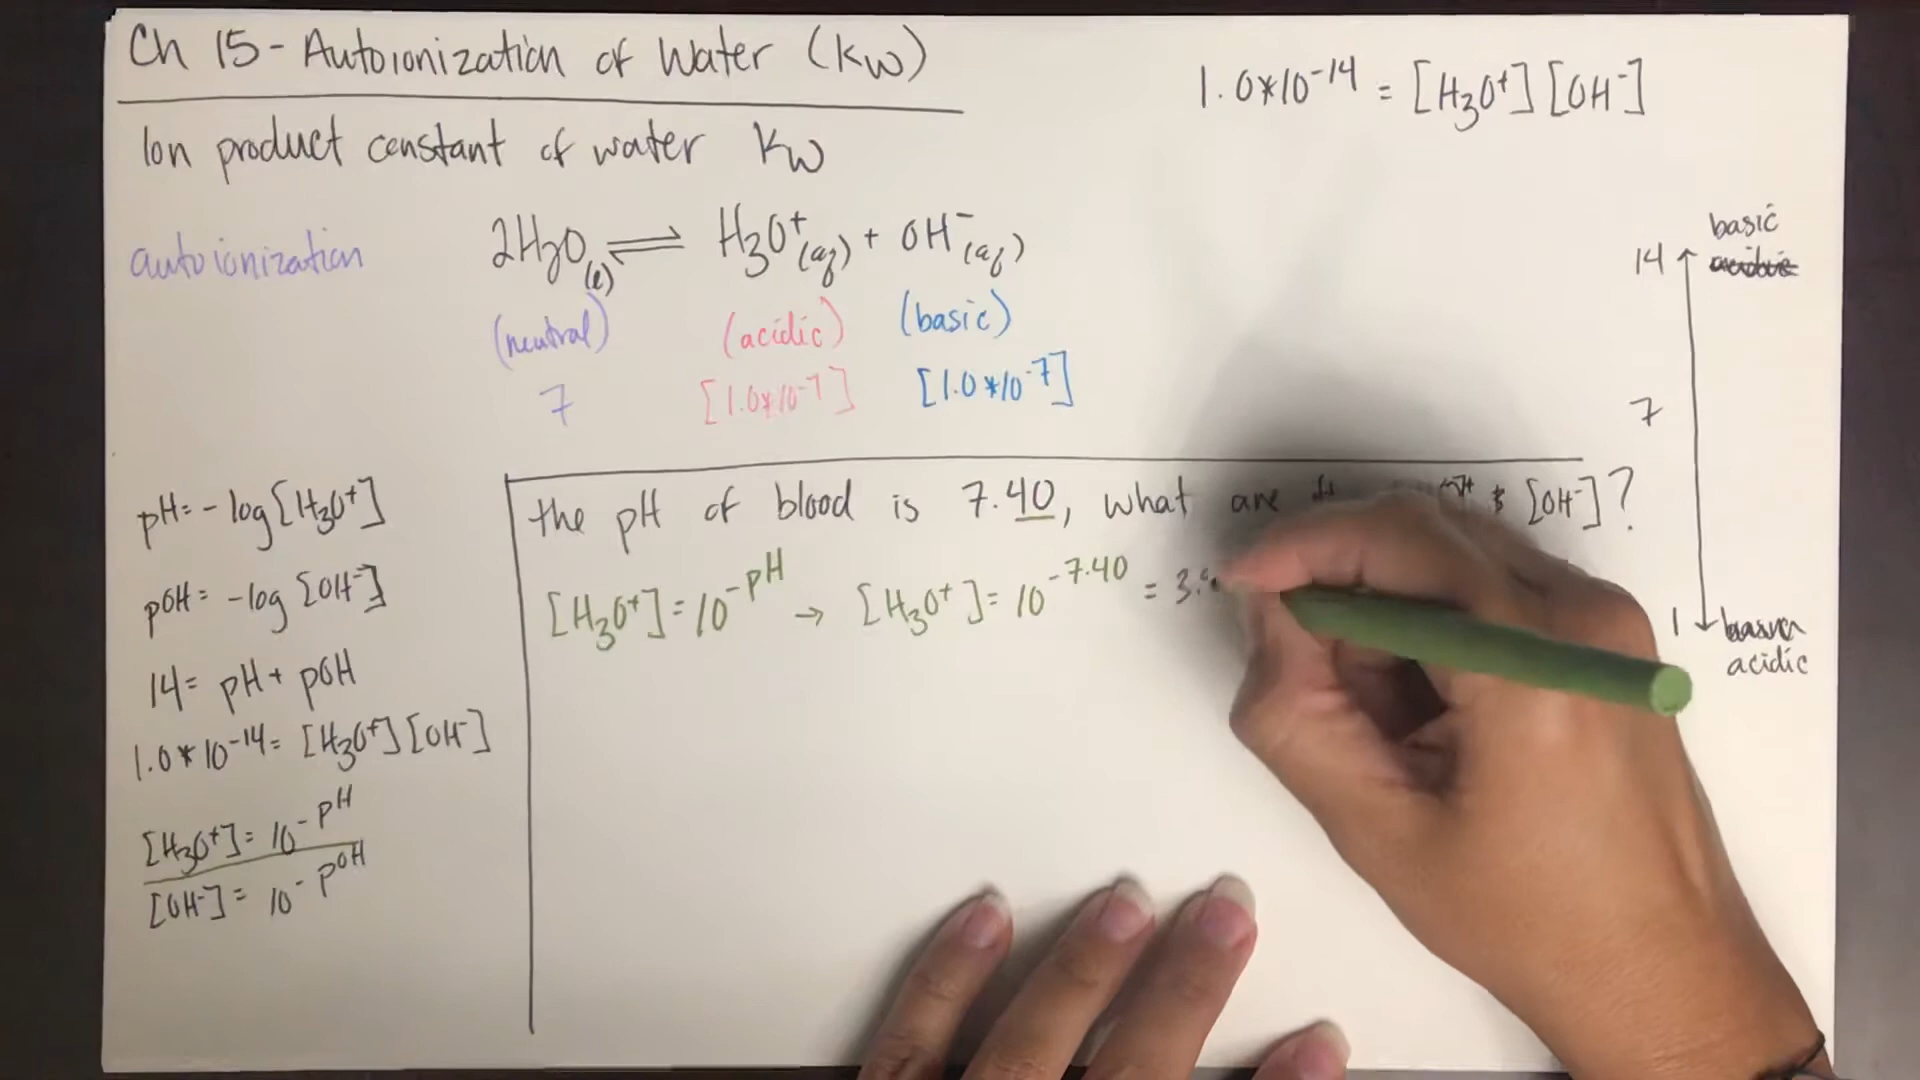 Ch 15 - Autoionization of Water (Kw)
1.0*10⁻¹⁴ = [H₃O⁺][OH⁻]
Ion product constant of water Kw
autoionization 2H₂O(l) ⇌ H₃O⁺(aq) + OH⁻(aq)
(neutral) (acidic) (basic)
7 [1.0*10⁻⁷] [1.0*10⁻⁷]
basic
14
7
1
acidic
pH = -log[H₃O⁺]
pOH = -log[OH⁻]
14 = pH + pOH
1.0*10⁻¹⁴ = [H₃O⁺][OH⁻]
[H₃O⁺] = 10^-pH
[OH⁻] = 10^-pOH
the pH of blood is 7.40, what are & [OH⁻]?
[H₃O⁺] = 10^-pH → [H₃O⁺] = 10^-7.40 = 3.